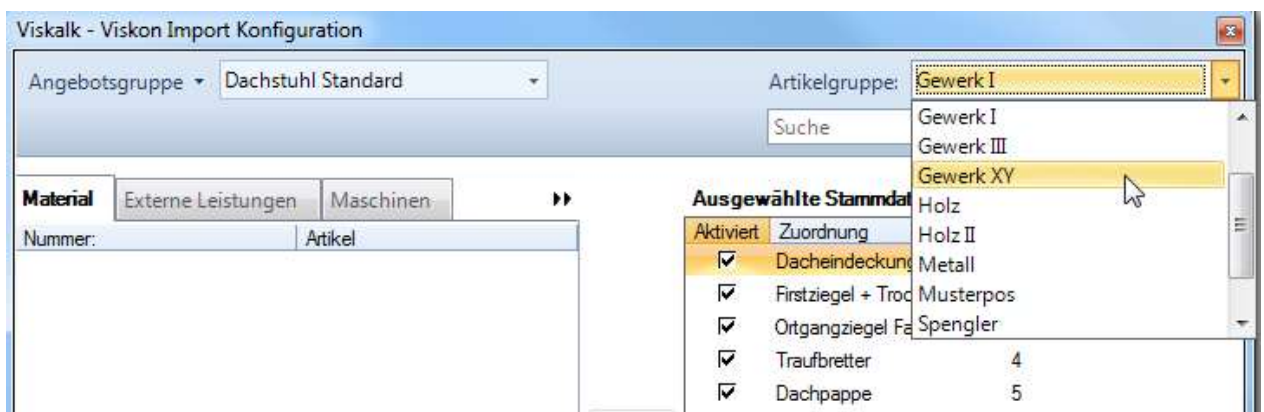 Viskalk - Viskon Import Konfiguration
Angebotsgruppe Dachstuhl Standard Artikelgruppe: Gewerk I
Suche
Gewerk I
Gewerk III
Gewerk XY
Holz
Holz II
Metall
Musterpos
Spengler
Material Externe Leistungen Maschinen
Nummer: Artikel
Ausgewählte Stammdat
Aktiviert Zuordnung
Dacheindeckung
Firstziegel + Troc
Ortgangziegel Fa
Traufbretter 4
Dachpappe 5